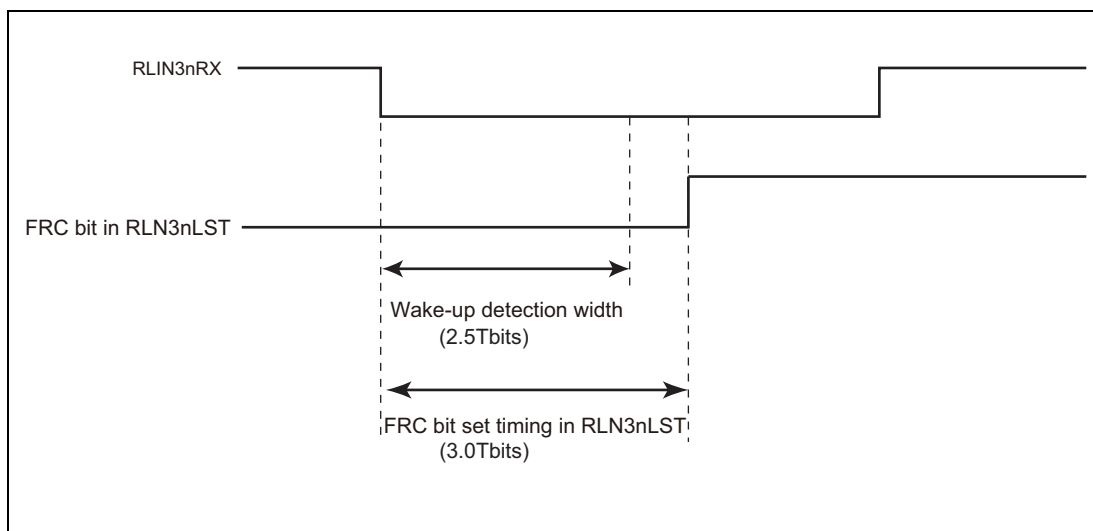 RLIN3nRX
FRC bit in RLN3nLST
Wake-up detection width
(2.5Tbits)
FRC bit set timing in RLN3nLST
(3.0Tbits)